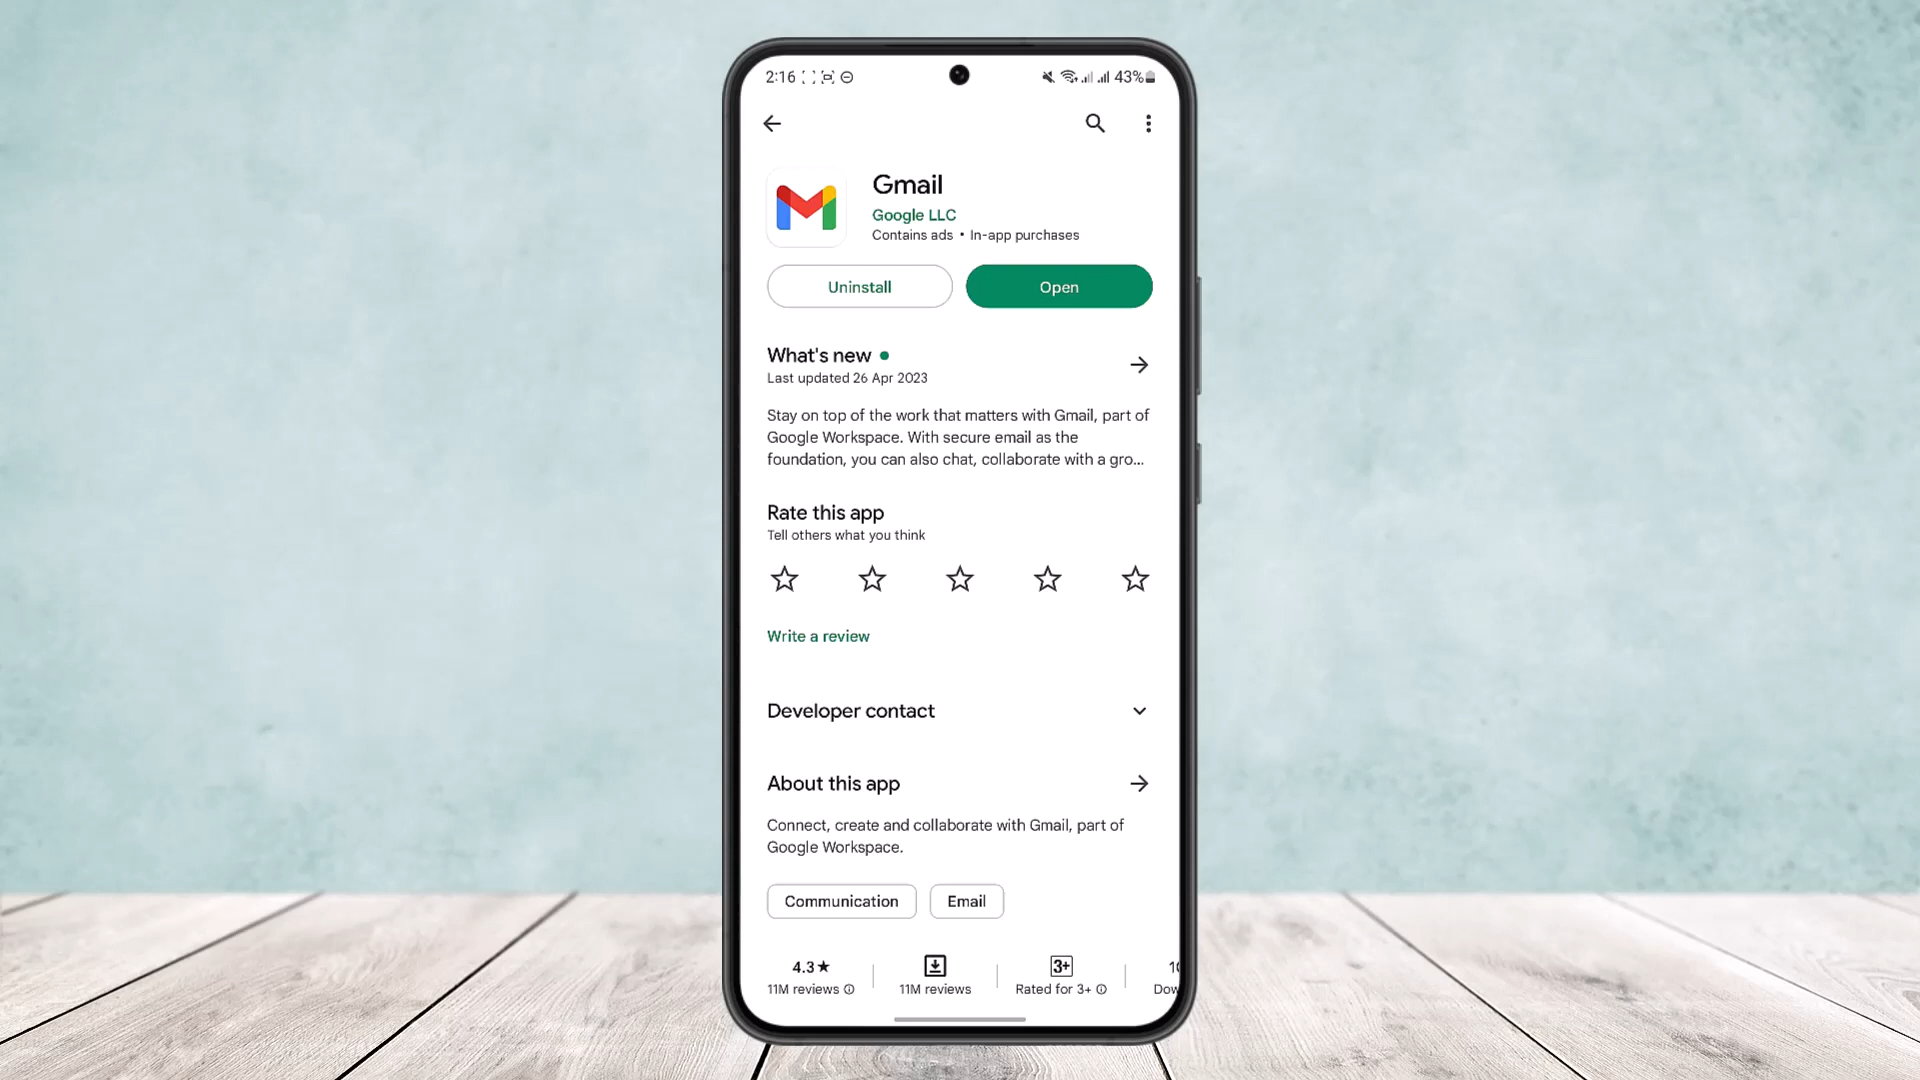 2:16 43%
Gmail
Google LLC
Contains ads • In-app purchases
Uninstall Open
What's new
Last updated 26 Apr 2023
Stay on top of the work that matters with Gmail, part of
Google Workspace. With secure email as the
foundation, you can also chat, collaborate with a gro...
Rate this app
Tell others what you think
Write a review
Developer contact
About this app
Connect, create and collaborate with Gmail, part of
Google Workspace.
Communication Email
4.3★ 3+
11M reviews 11M reviews Rated for 3+